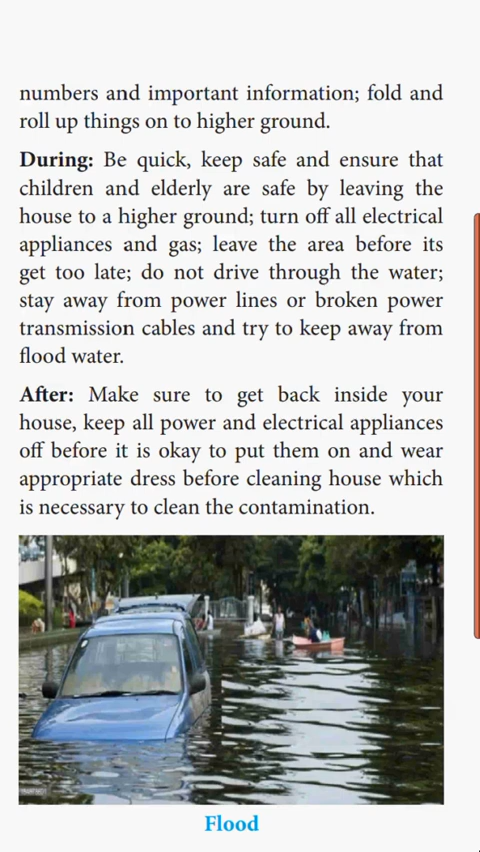 numbers and important information; fold and
roll up things on to higher ground.
During: Be quick, keep safe and ensure that
children and elderly are safe by leaving the
house to a higher ground; turn off all electrical
appliances and gas; leave the area before its
get too late; do not drive through the water;
stay away from power lines or broken power
transmission cables and try to keep away from
flood water.
After: Make sure to get back inside your
house, keep all power and electrical appliances
off before it is okay to put them on and wear
appropriate dress before cleaning house which
is necessary to clean the contamination.
Flood